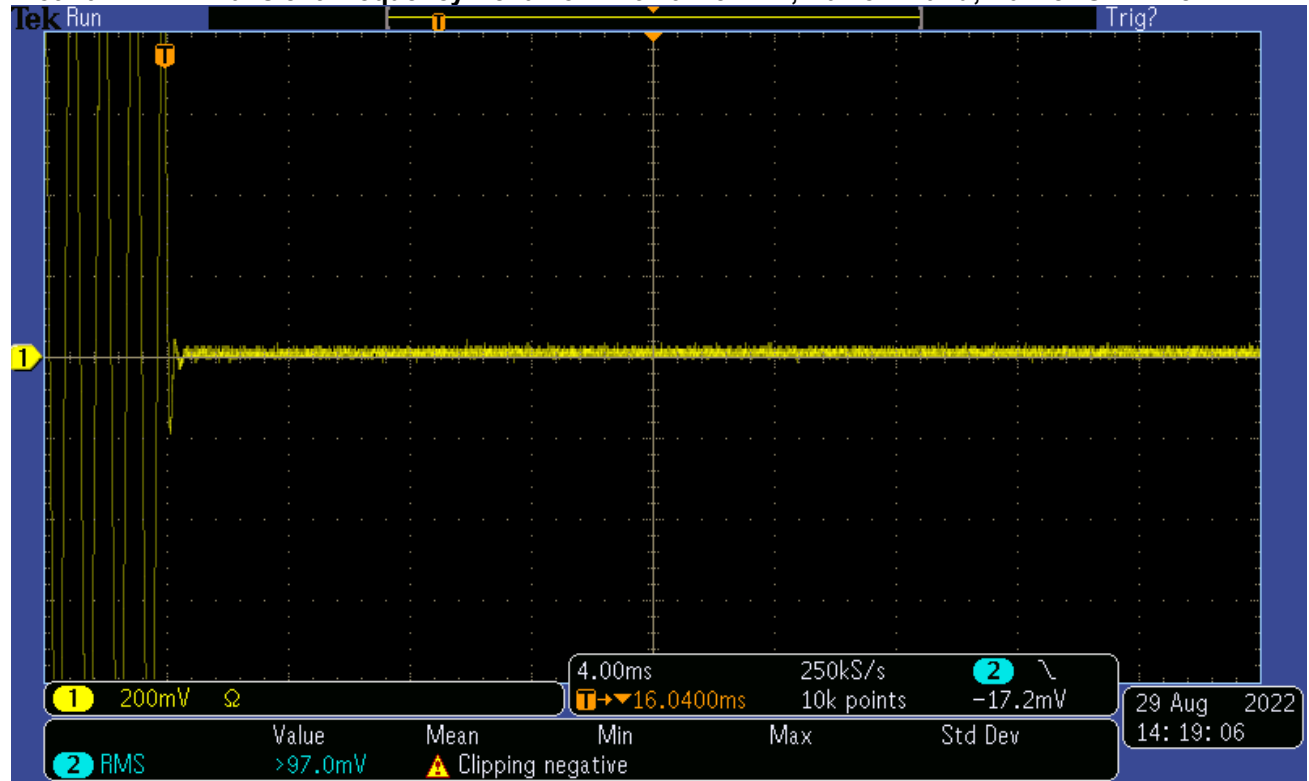 Tek Run Trig?
T
T
1
4.00ms 250kS/s 2 \
1 200mV Ω T→▼16.0400ms 10k points −17.2mV
29 Aug 2022
14:19:06
Value Mean Min Max Std Dev
2 RMS >97.0mV ⚠ Clipping negative